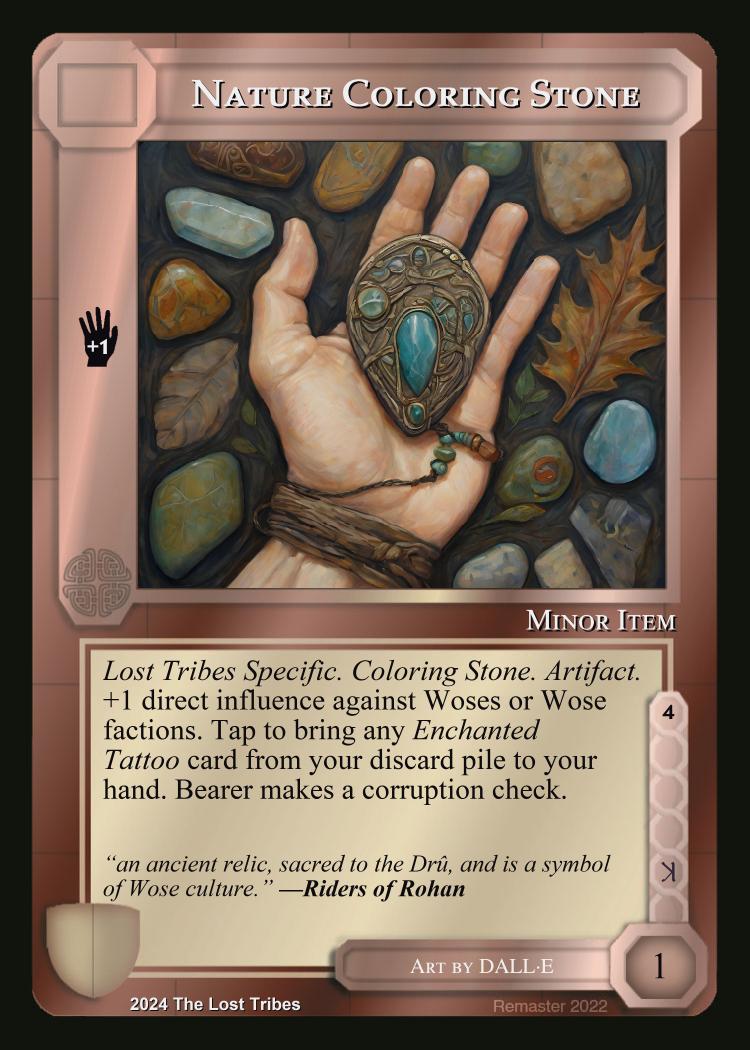 Nature Coloring Stone
+1
Minor Item
Lost Tribes Specific. Coloring Stone. Artifact.
+1 direct influence against Woses or Wose
factions. Tap to bring any Enchanted
Tattoo card from your discard pile to your
hand. Bearer makes a corruption check.
4
“an ancient relic, sacred to the Drû, and is a symbol
of Wose culture.” —Riders of Rohan
Art by DALL·E
1
2024 The Lost Tribes
Remaster 2022